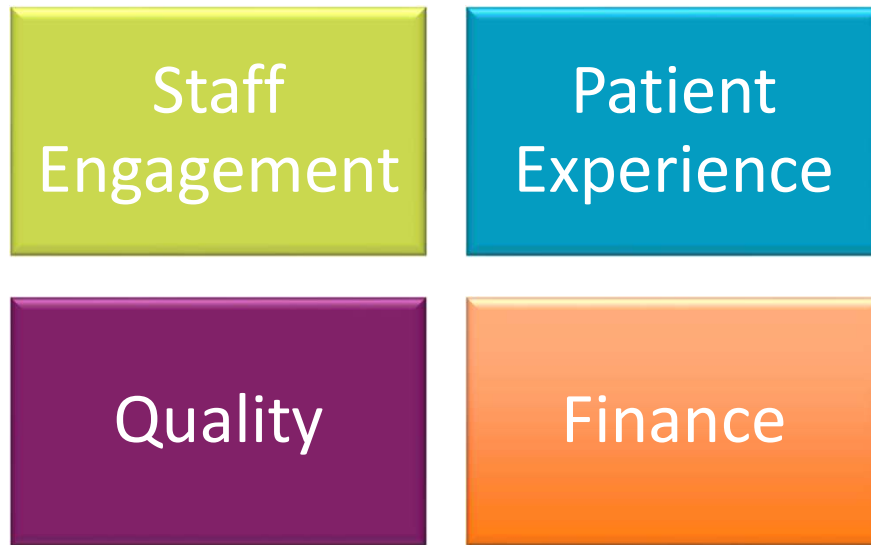 Staff
Engagement
Patient
Experience
Quality
Finance